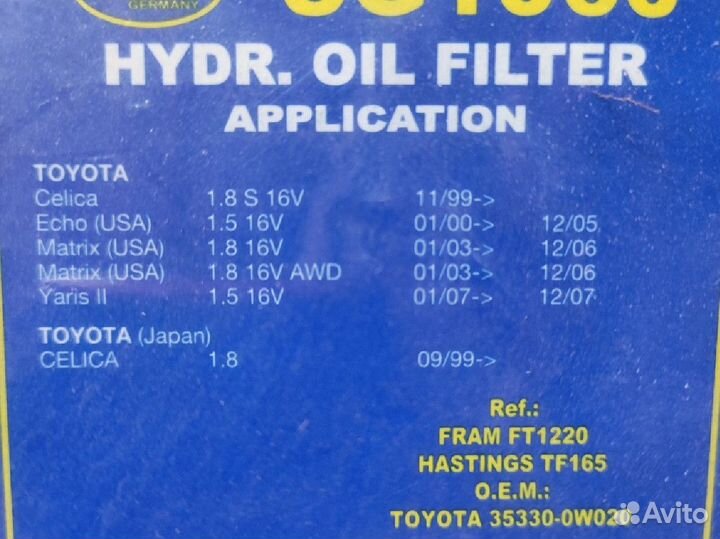 GERMANY
HYDR. OIL FILTER
APPLICATION
TOYOTA
Celica 1.8 S 16V 11/99->
Echo (USA) 1.5 16V 01/00-> 12/05
Matrix (USA) 1.8 16V 01/03-> 12/06
Matrix (USA) 1.8 16V AWD 01/03-> 12/06
Yaris II 1.5 16V 01/07-> 12/07
TOYOTA (Japan)
CELICA 1.8 09/99->
Ref.:
FRAM FT1220
HASTINGS TF165
O.E.M.:
TOYOTA 35330-0W020
Avito